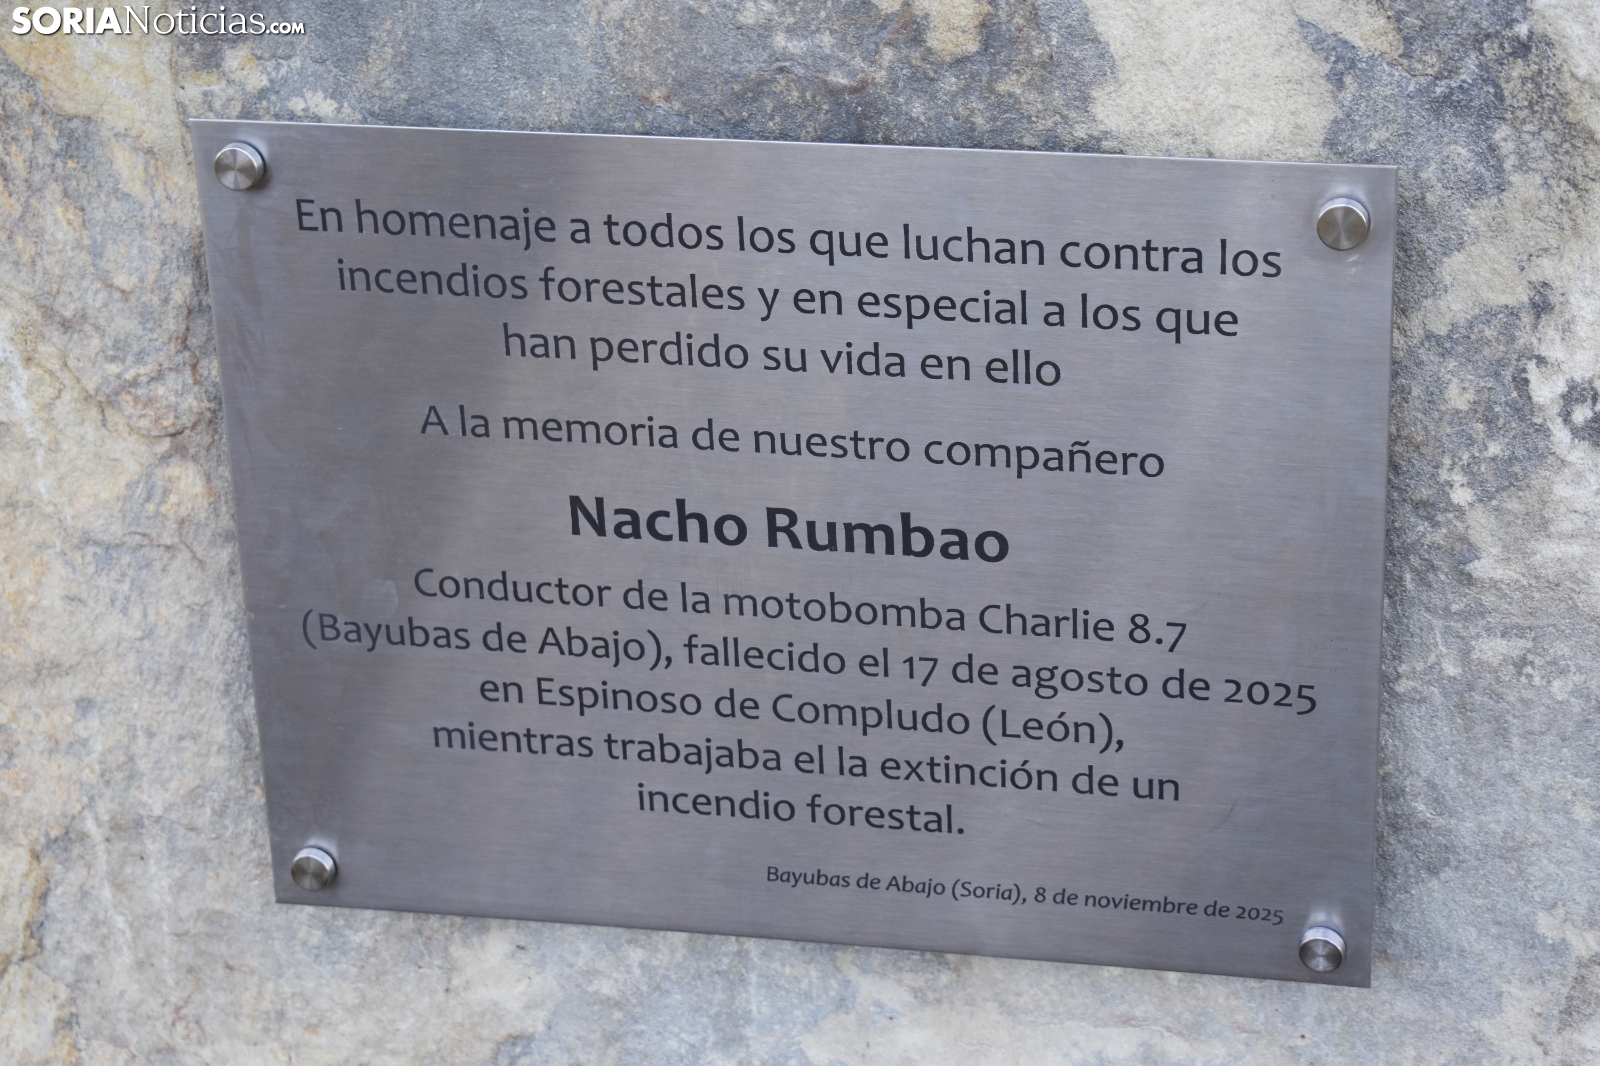 SORIANoticias.com
En homenaje a todos los que luchan contra los
incendios forestales y en especial a los que
han perdido su vida en ello
A la memoria de nuestro compañero
Nacho Rumbao
Conductor de la motobomba Charlie 8.7
(Bayubas de Abajo), fallecido el 17 de agosto de 2025
en Espinoso de Compludo (León),
mientras trabajaba el la extinción de un
incendio forestal.
Bayubas de Abajo (Soria), 8 de noviembre de 2025